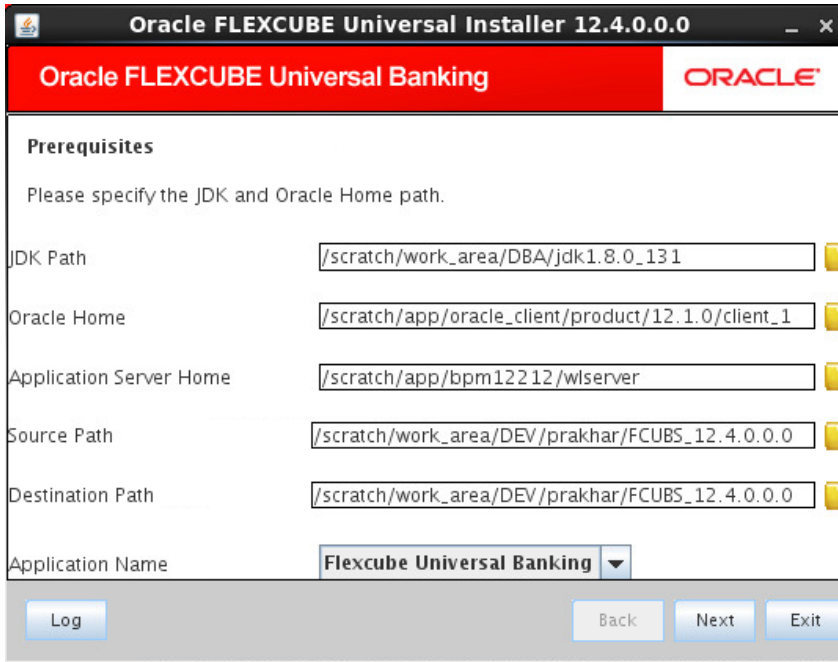 Oracle FLEXCUBE Universal Installer 12.4.0.0.0
Oracle FLEXCUBE Universal Banking
ORACLE
Prerequisites
Please specify the JDK and Oracle Home path.
JDK Path /scratch/work_area/DBA/jdk1.8.0_131
Oracle Home /scratch/app/oracle_client/product/12.1.0/client_1
Application Server Home /scratch/app/bpm12212/wlserver
Source Path /scratch/work_area/DEV/prakhar/FCUBS_12.4.0.0.0
Destination Path /scratch/work_area/DEV/prakhar/FCUBS_12.4.0.0.0
Application Name Flexcube Universal Banking
Log Back Next Exit